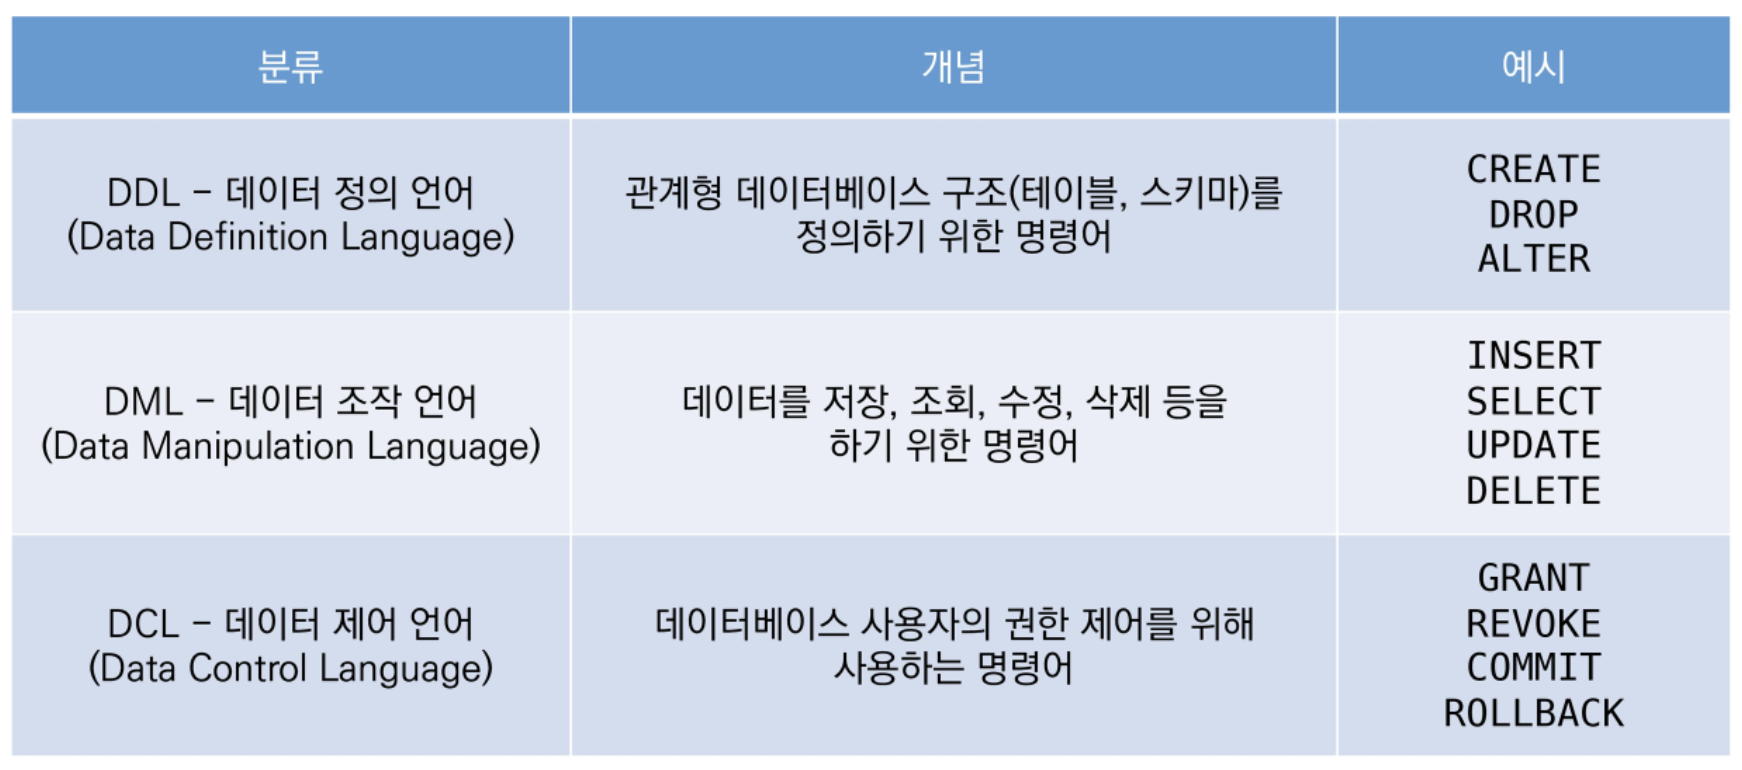 분류
개념
예시
DDL - 데이터 정의 언어
(Data Definition Language)
관계형 데이터베이스 구조(테이블, 스키마)를
정의하기 위한 명령어
CREATE
DROP
ALTER
DML - 데이터 조작 언어
(Data Manipulation Language)
데이터를 저장, 조회, 수정, 삭제 등을
하기 위한 명령어
INSERT
SELECT
UPDATE
DELETE
DCL - 데이터 제어 언어
(Data Control Language)
데이터베이스 사용자의 권한 제어를 위해
사용하는 명령어
GRANT
REVOKE
COMMIT
ROLLBACK